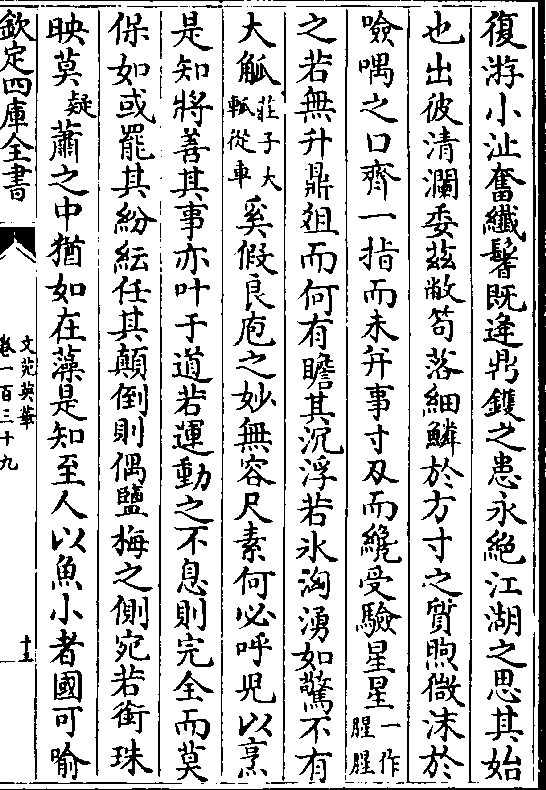 復游小沚奮纎鬐既逢鼎鑊之患永絶江湖之思其始
也出彼清瀾委兹敝笱落細鱗於方寸之質喣微沫於
噞喁之口齊一指而未弁事寸刄而纔受驗星星一作腥腥
之若無升鼎俎而何有瞻其沉浮若氷洶湧如驚不有
大觚莊子大軱從車奚假良庖之妙無容尺素何必呼兒以烹
是知將善其事亦叶于道若運動之不息則完全而莫
保如或罷其紛紜任其顛倒則偶鹽梅之側宛若銜珠
映莫疑蕭之中猶如在藻是知至人以魚小者國可喻
欽定四庫全書
文苑英華
卷一百三十九
十五